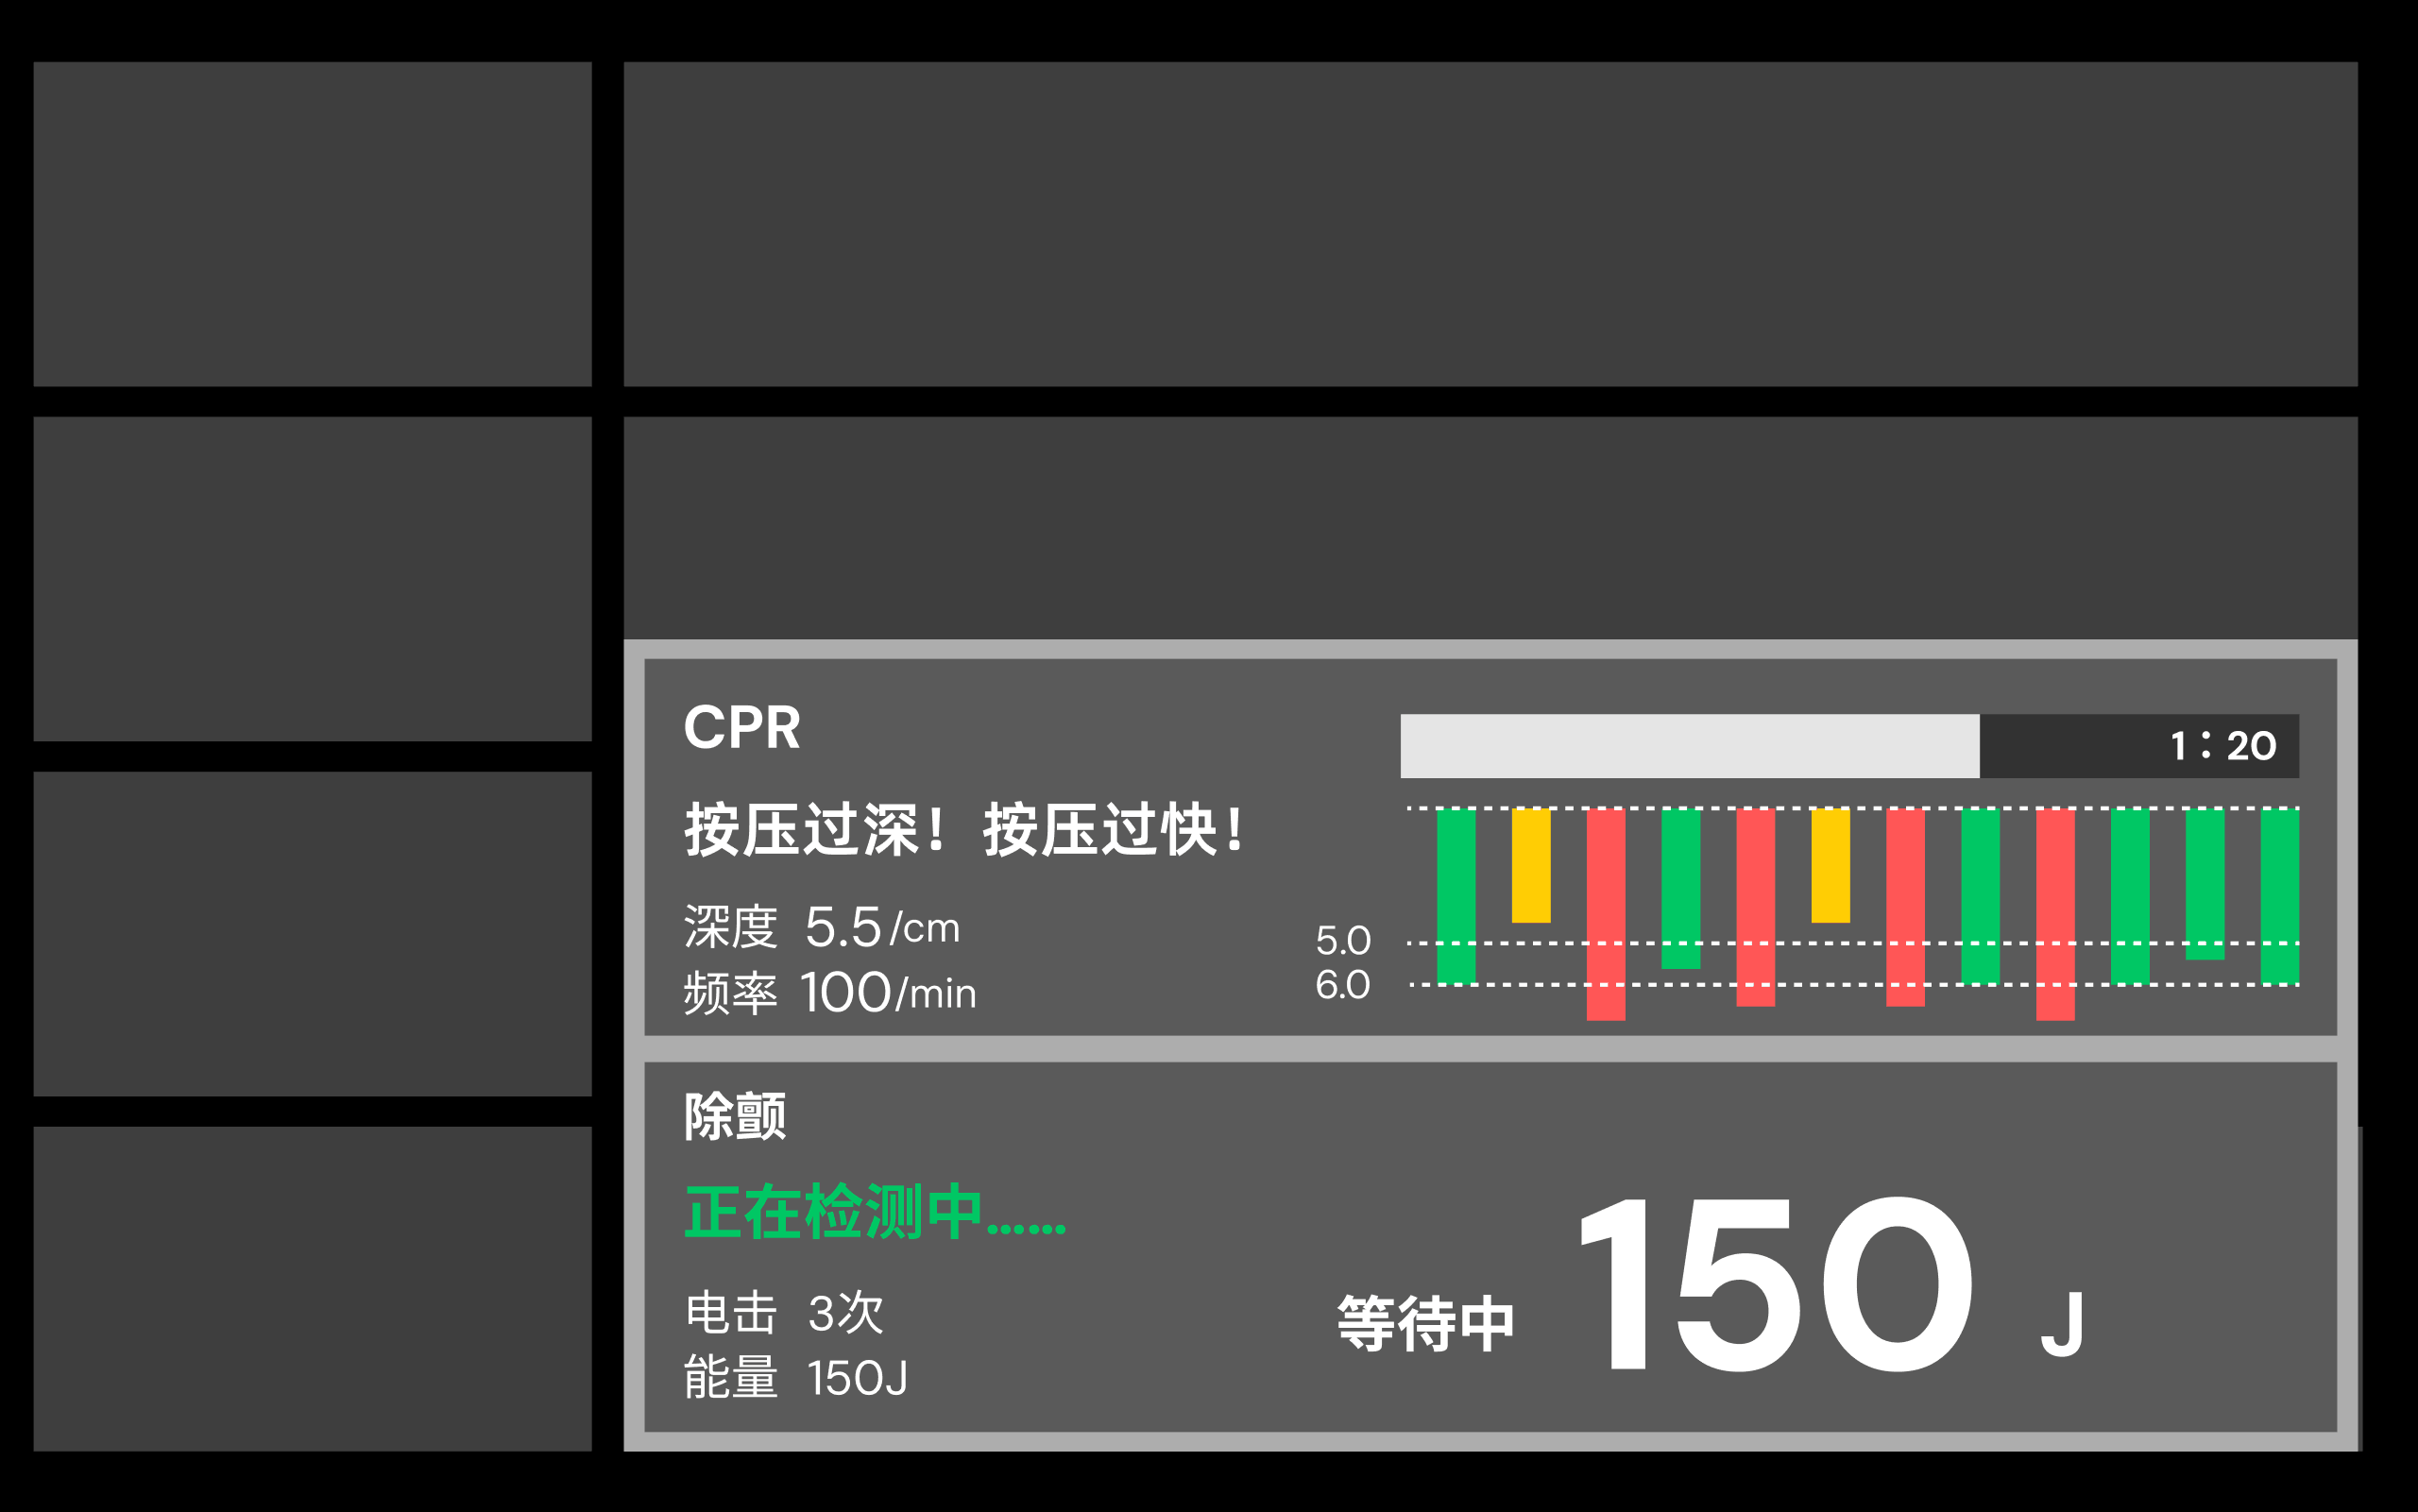 CPR
1 : 20
按压过深！ 按压过快！
深度 5.5/cm
5.0
频率 100/min
6.0
除颤
正在检测中......
电击 3次
能量 150J
等待中 150 J